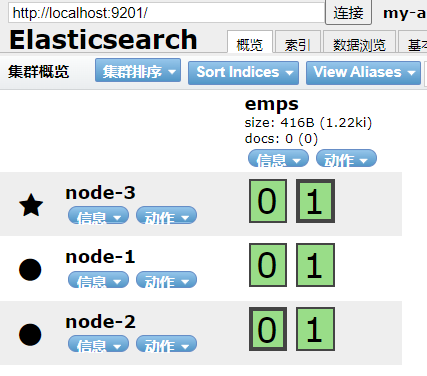 http://localhost:9201/ 连接 my-a
Elasticsearch 概览 索引 数据浏览 基本
集群概览 集群排序 Sort Indices View Aliases
emps
size: 416B (1.22ki)
docs: 0 (0)
信息 动作
node-3 0 1
信息 动作
node-1 0 1
信息 动作
node-2 0 1
信息 动作